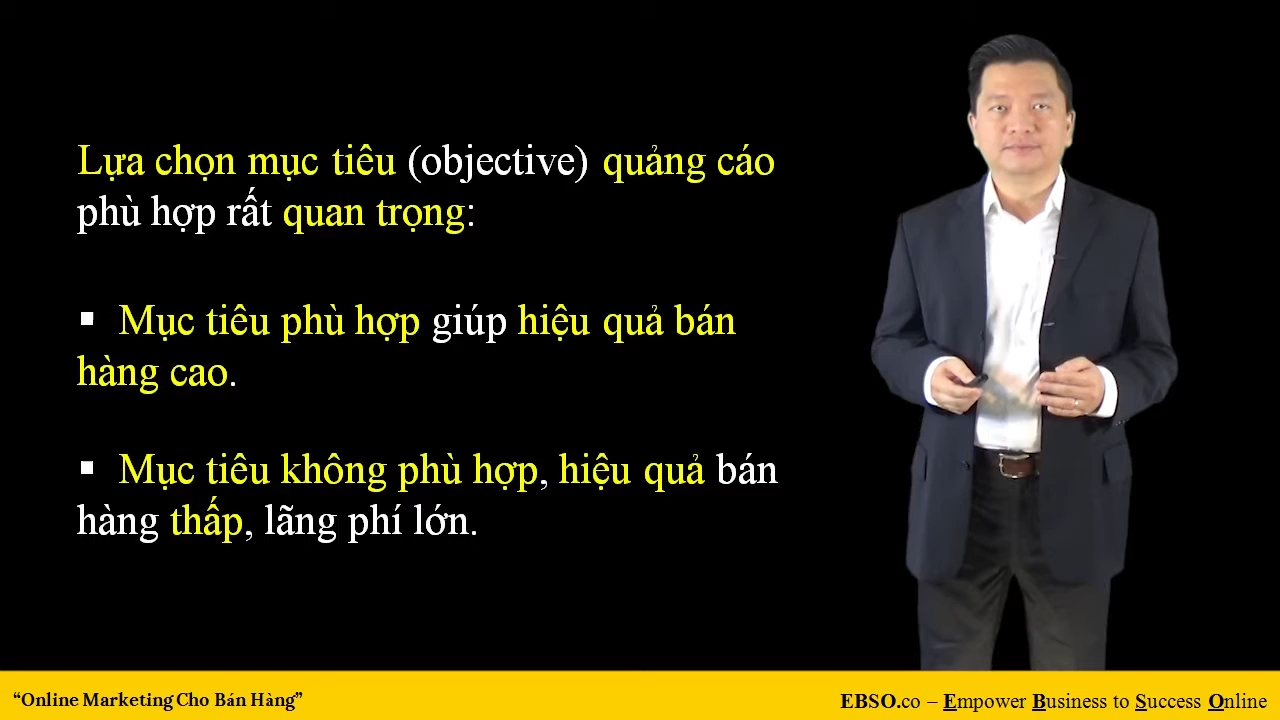 Lựa chọn mục tiêu (objective) quảng cáo
phù hợp rất quan trọng:
▪ Mục tiêu phù hợp giúp hiệu quả bán
hàng cao.
▪ Mục tiêu không phù hợp, hiệu quả bán
hàng thấp, lãng phí lớn.
“Online Marketing Cho Bán Hàng”
EBSO.co – Empower Business to Success Online